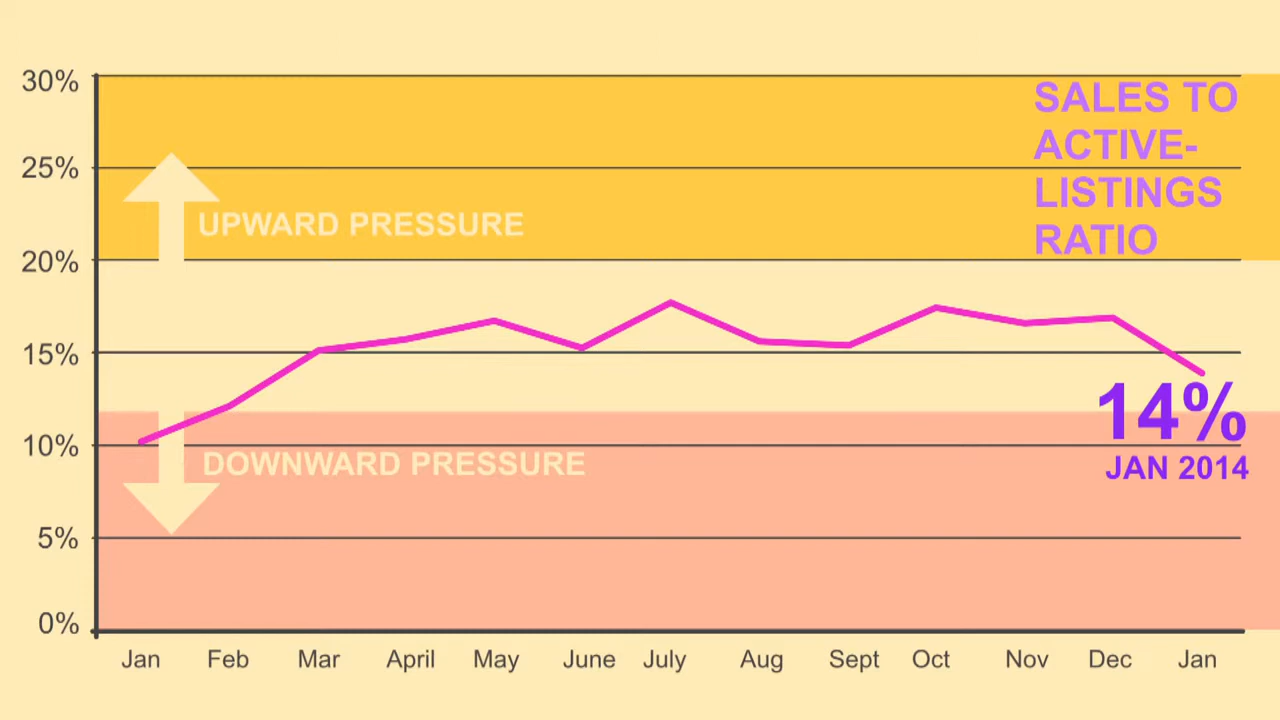 30%
SALES TO
ACTIVE-
LISTINGS
RATIO
25%
UPWARD PRESSURE
20%
15%
14%
10%
DOWNWARD PRESSURE
JAN 2014
5%
0%
Jan Feb Mar April May June July Aug Sept Oct Nov Dec Jan